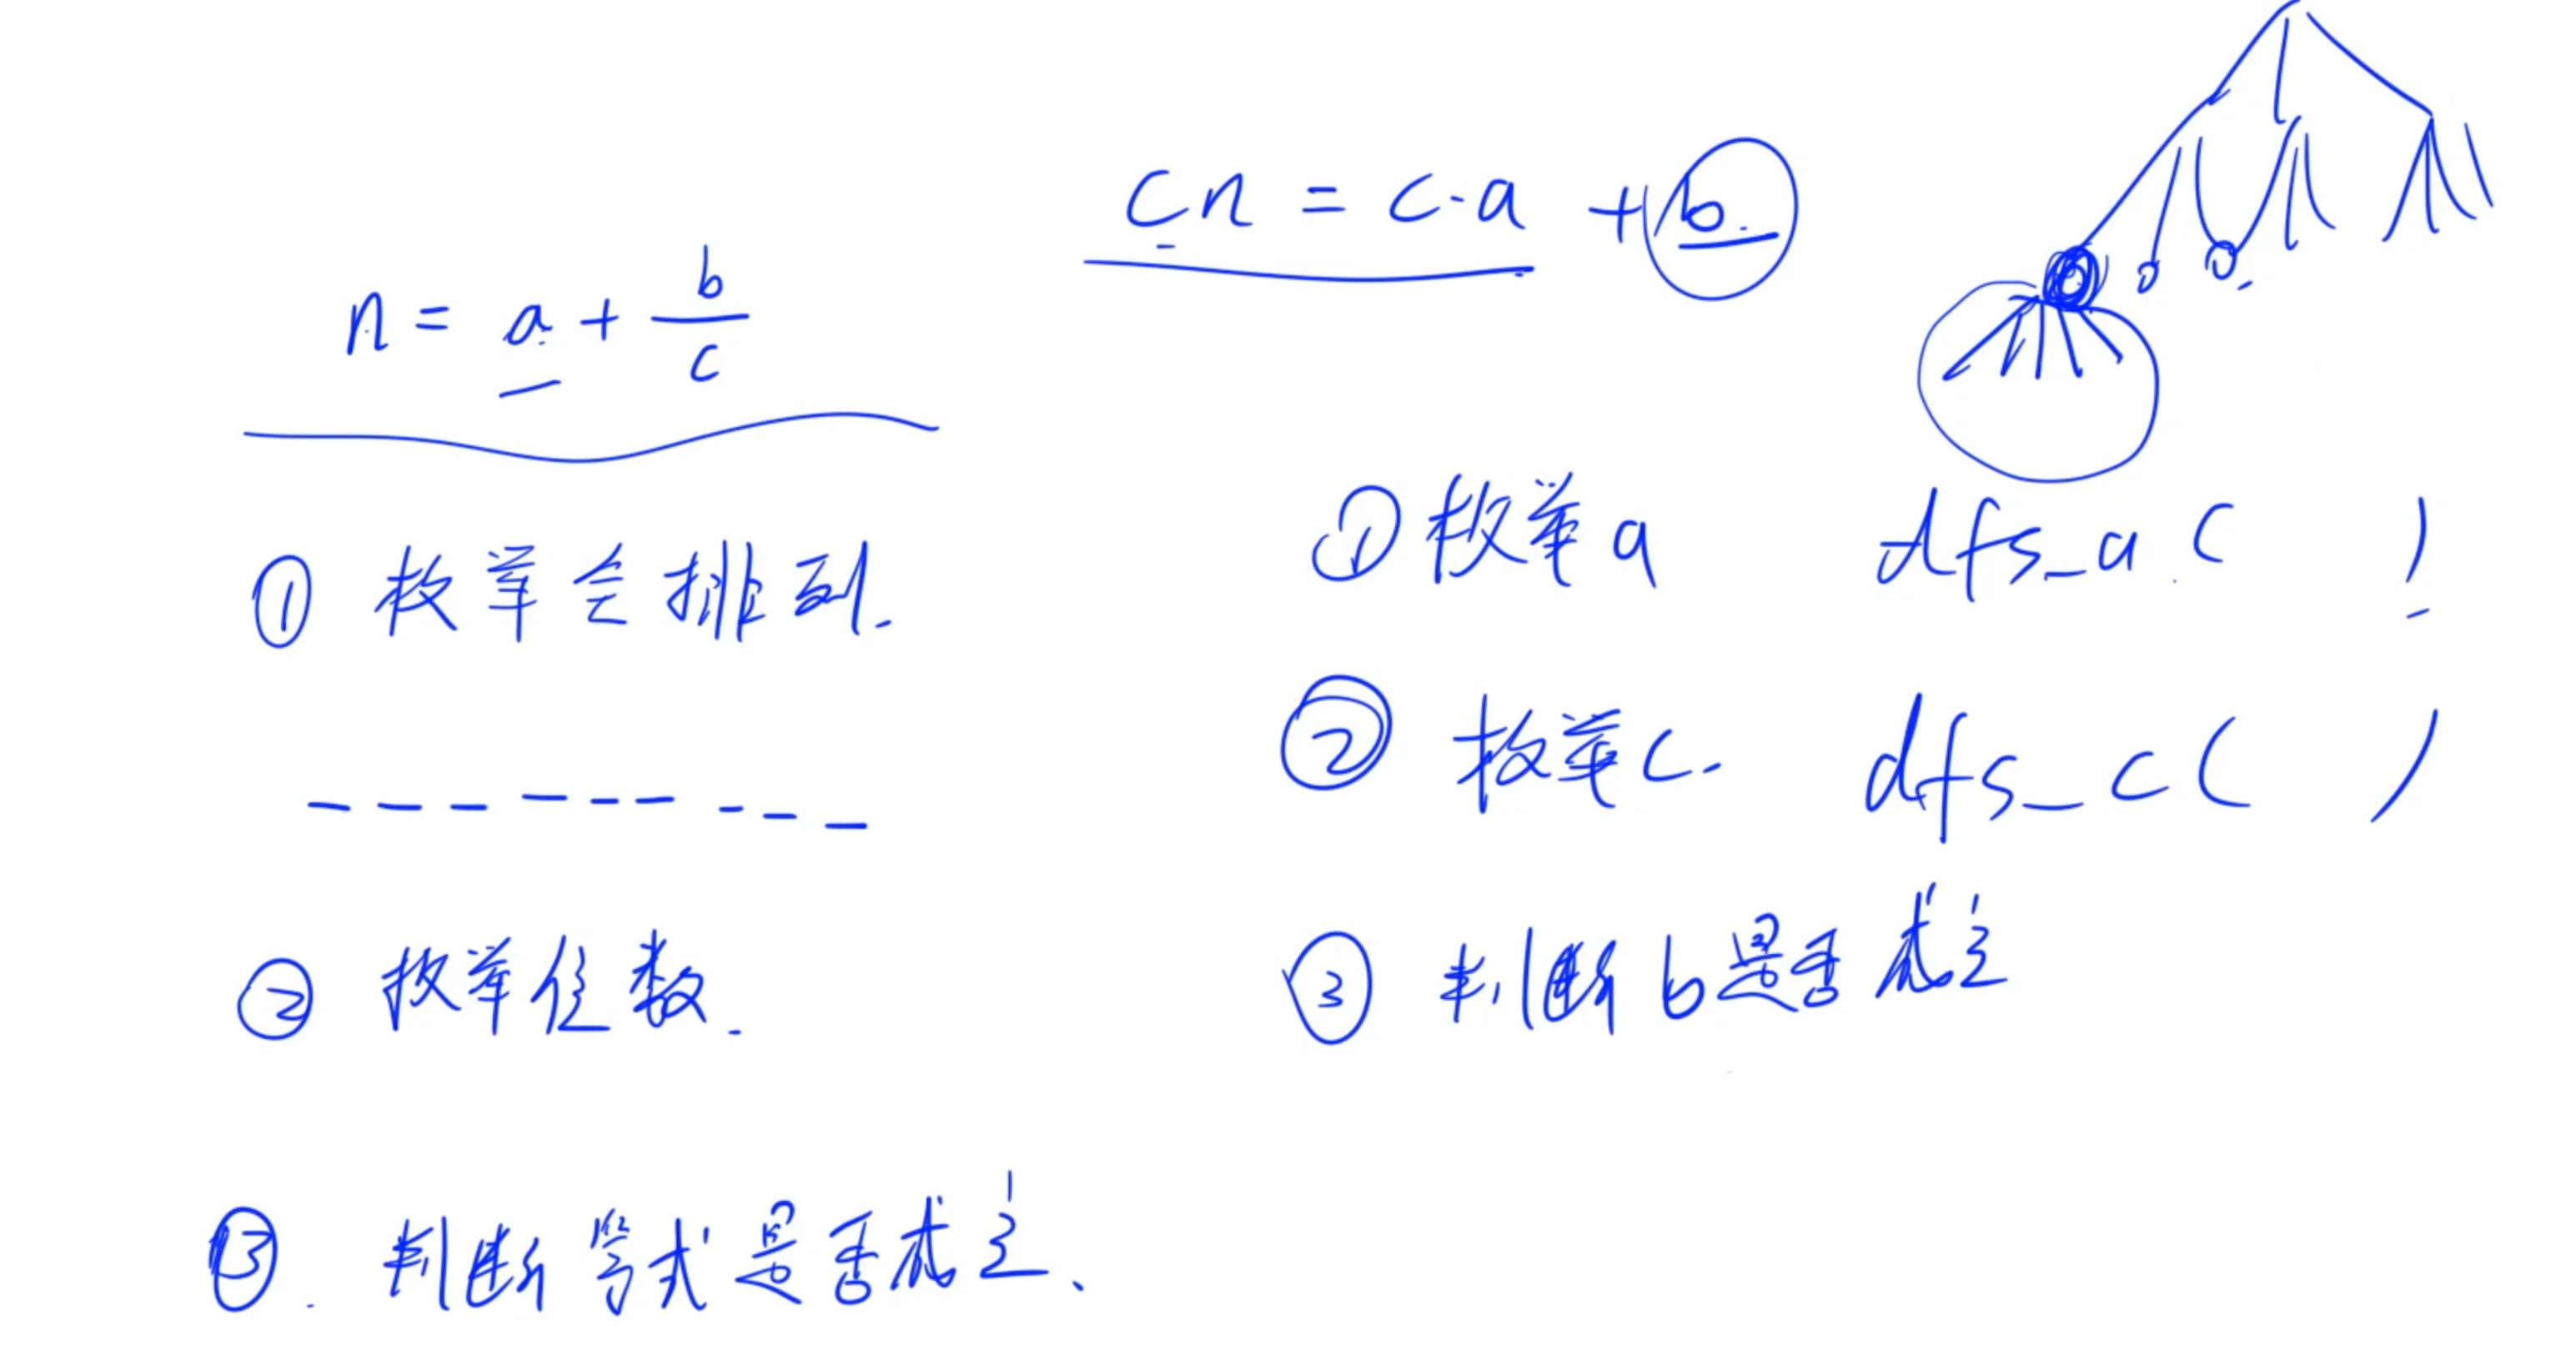 n = a + b/c
① 枚举全排列.
② 枚举位数.
③. 判断等式是否成立、
cn = c·a + b
① 枚举a dfs_a( )
② 枚举c. dfs_c( )
③ 判断b是否成立